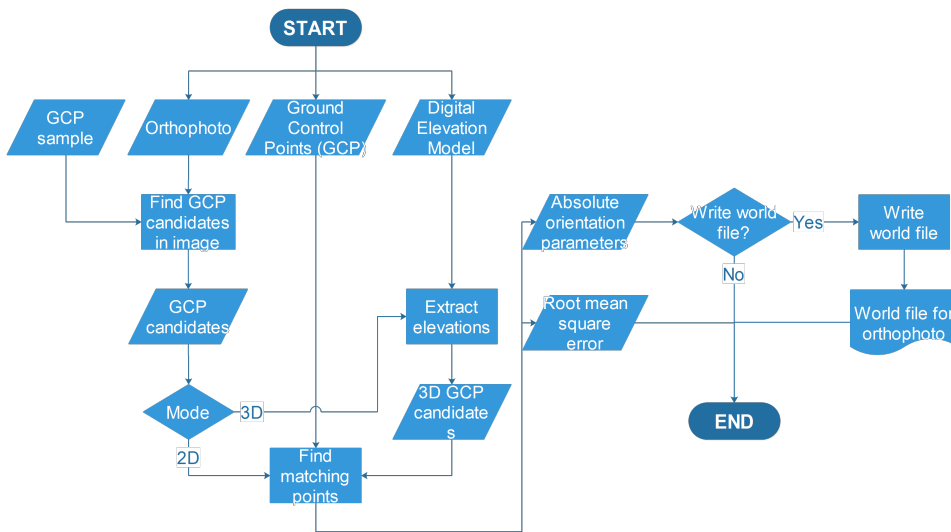 START
GCP
sample
Orthophoto
Ground
Control
Points (GCP)
Digital
Elevation
Model
Find GCP
candidates
in image
Absolute
orientation
parameters
Write world
file?
Yes
Write
world file
No
GCP
candidates
Extract
elevations
Root mean
square
error
World file for
orthophoto
Mode
3D
3D GCP
candidate
s
END
2D
Find
matching
points